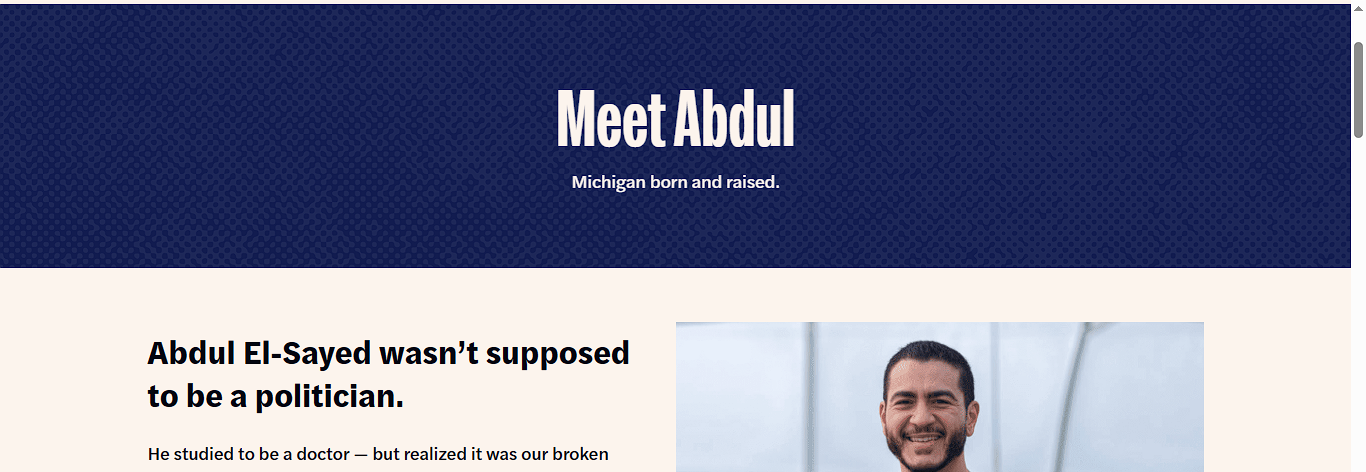 Meet Abdul
Michigan born and raised.
Abdul El-Sayed wasn’t supposed
to be a politician.
He studied to be a doctor — but realized it was our broken